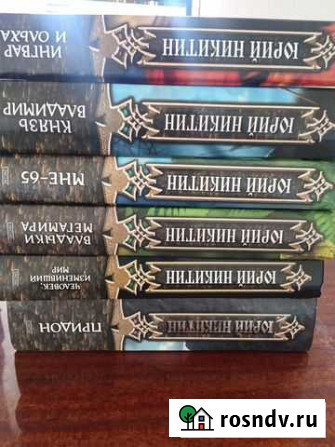 ИНГВАР
И ОЛЬХА
ЮРИЙ НИКИТИН
КНЯЗЬ
ВЛАДИМИР
ЮРИЙ НИКИТИН
МНЕ-65
ЮРИЙ НИКИТИН
ВЛАДЫКИ
МЕГАМИРА
ЮРИЙ НИКИТИН
ЧЕЛОВЕК,
ИЗМЕНИВШИЙ
МИР
ЮРИЙ НИКИТИН
ПРИДОН
ЮРИЙ НИКИТИН
rosndv.ru